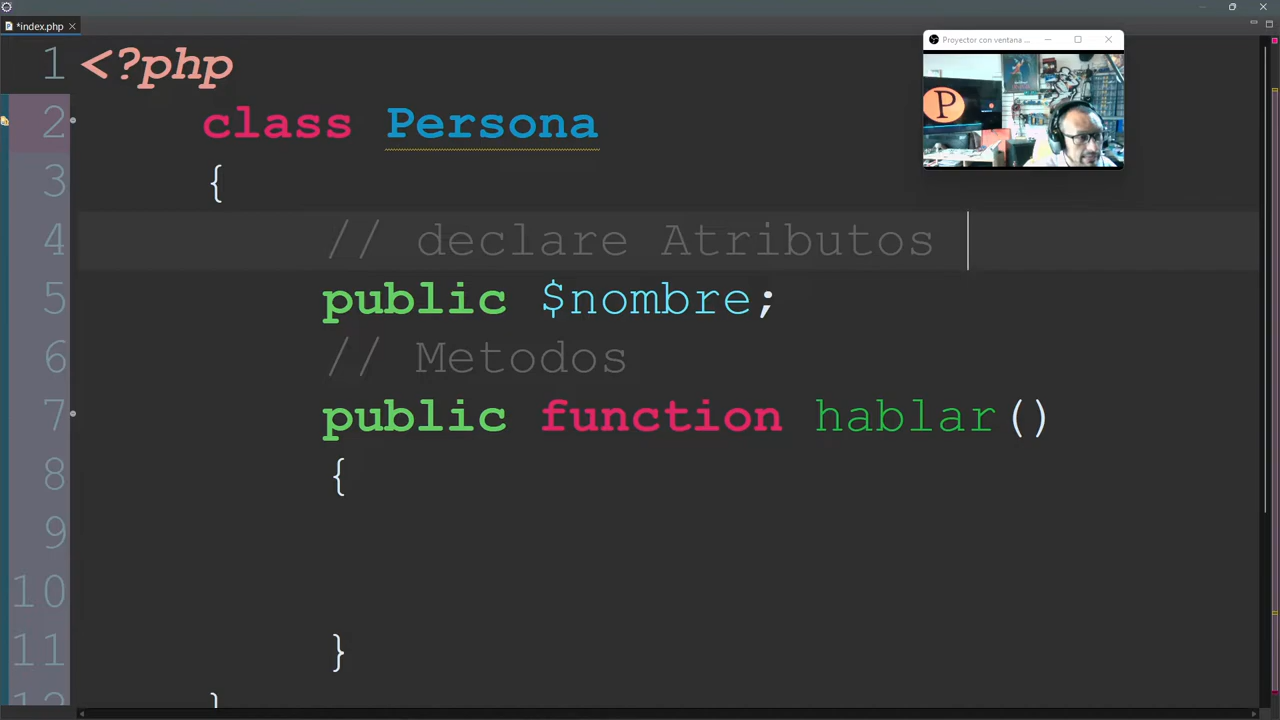 *index.php
Proyector con ventana ...
P
1 <?php
2 class Persona
3 {
4 // declare Atributos
5 public $nombre;
6 // Metodos
7 public function hablar()
8 {
9
10
11 }
12 }